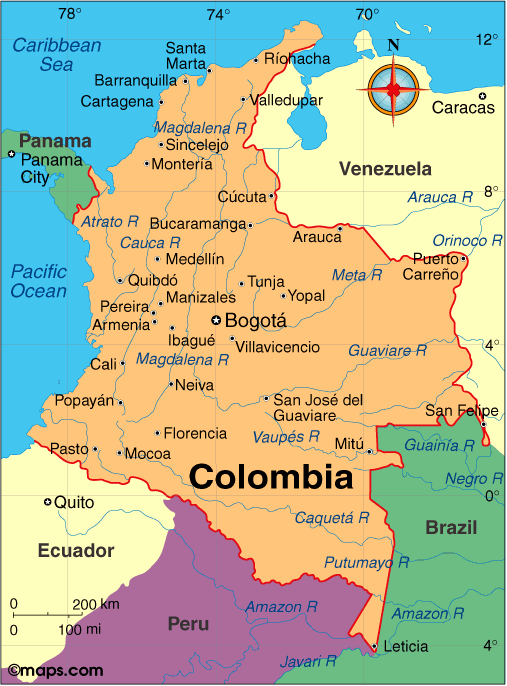 78°
74°
70°
12°
Caribbean
Sea
Santa
Marta
Ríohacha
N
Barranquilla
Cartagena
Valledupar
Caracas
Magdalena R
Panama
Sincelejo
Panama
City
Montería
Venezuela
8°
Cúcuta
Arauca R
Atrato R
Bucaramanga
Arauca
Cauca R
Orinoco R
Medellín
Puerto
Carreño
Pacific
Ocean
Meta R
Quibdó
Tunja
Manizales
Yopal
Pereira
Armenia
Bogotá
Ibagué
Villavicencio
4°
Guaviare R
Cali
Magdalena R
Neiva
Popayán
San José del
Guaviare
San Felipe
Florencia
Vaupés R
Mitú
Guainía R
Pasto
Mocoa
Colombia
Negro R
0°
Quito
Caquetá R
Brazil
Ecuador
Putumayo R
0
200 km
0
100 mi
Amazon R
Amazon R
Peru
Leticia
4°
Javari R
©maps.com